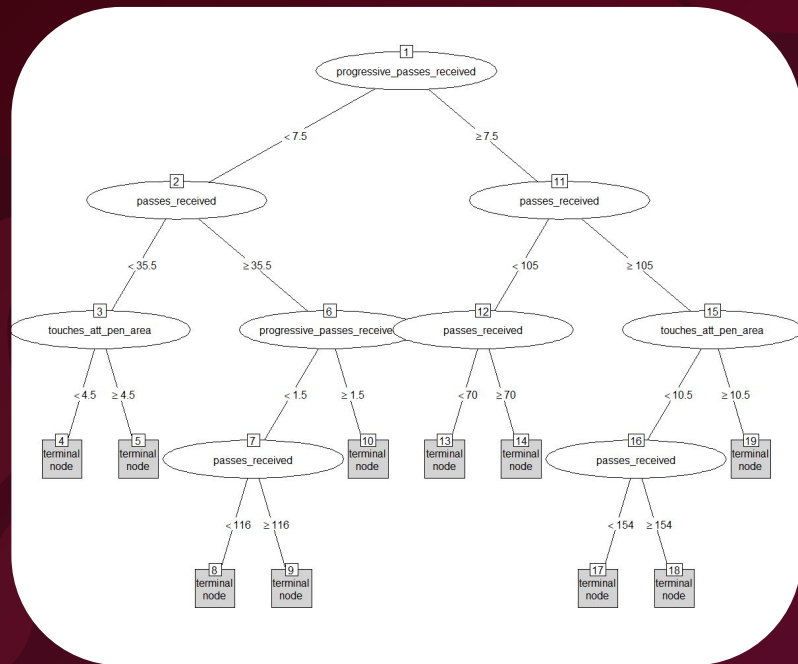 1
progressive_passes_received
< 7.5
≥ 7.5
2
passes_received
11
passes_received
< 35.5
≥ 35.5
< 105
≥ 105
3
touches_att_pen_area
6
progressive_passes_receive
12
passes_received
15
touches_att_pen_area
< 4.5
≥ 4.5
< 1.5
≥ 1.5
< 70
≥ 70
< 10.5
≥ 10.5
4
terminal
node
5
terminal
node
7
passes_received
10
terminal
node
13
terminal
node
14
terminal
node
16
passes_received
19
terminal
node
< 116
≥ 116
< 154
≥ 154
8
terminal
node
9
terminal
node
17
terminal
node
18
terminal
node